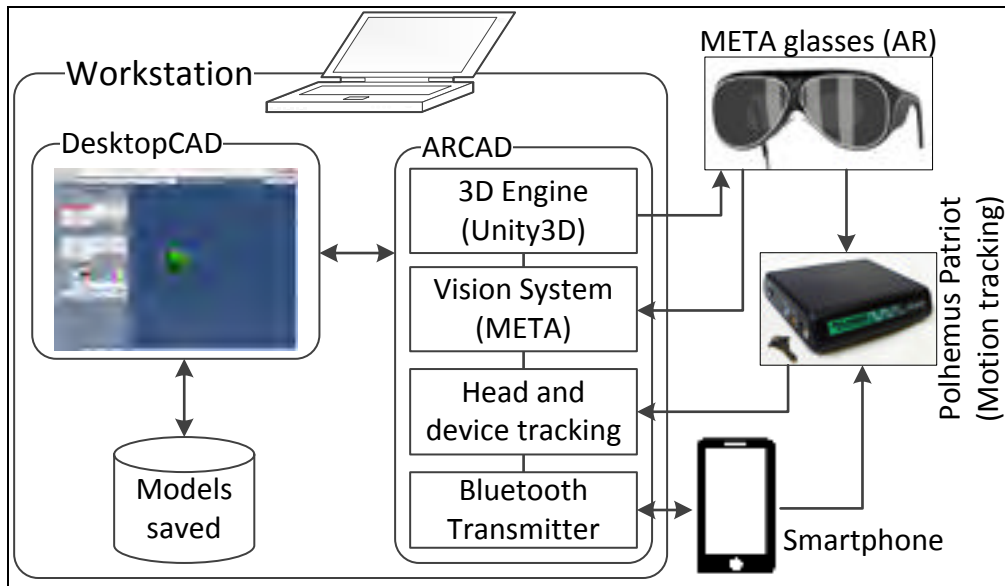 META glasses (AR)
Workstation
DesktopCAD
ARCAD
3D Engine
(Unity3D)
Vision System
(META)
Head and
device tracking
Bluetooth
Transmitter
Models
saved
Polhemus Patriot
(Motion tracking)
Smartphone